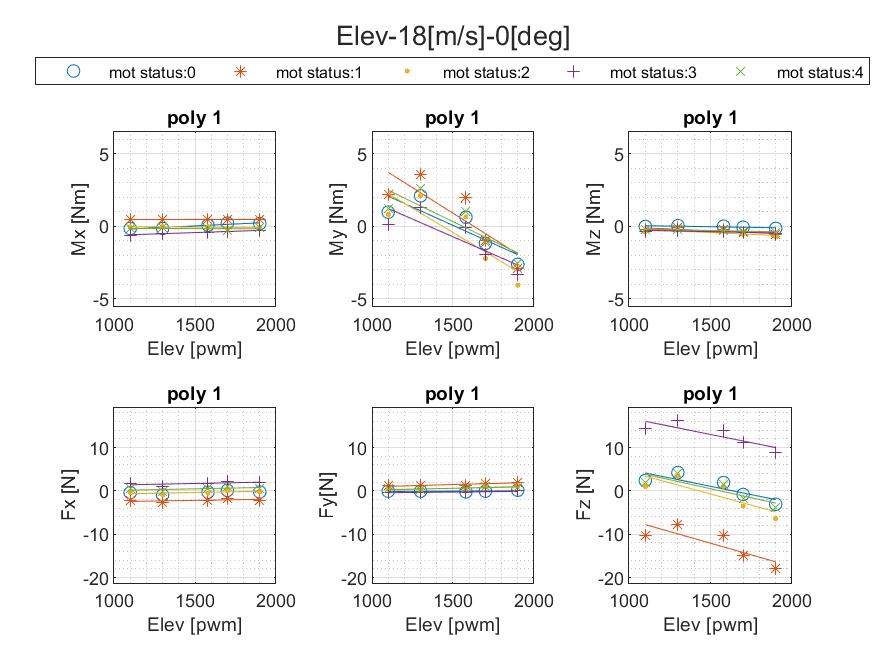 Elev-18[m/s]-0[deg]
mot status:0 mot status:1 mot status:2 mot status:3 mot status:4
poly 1 poly 1 poly 1
5 5 5
Mx [Nm] My [Nm] Mz [Nm]
0 0 0
-5 -5 -5
1000 1500 2000 1000 1500 2000 1000 1500 2000
Elev [pwm] Elev [pwm] Elev [pwm]
poly 1 poly 1 poly 1
10 10 10
Fx [N] Fy[N] Fz [N]
0 0 0
-10 -10 -10
-20 -20 -20
1000 1500 2000 1000 1500 2000 1000 1500 2000
Elev [pwm] Elev [pwm] Elev [pwm]